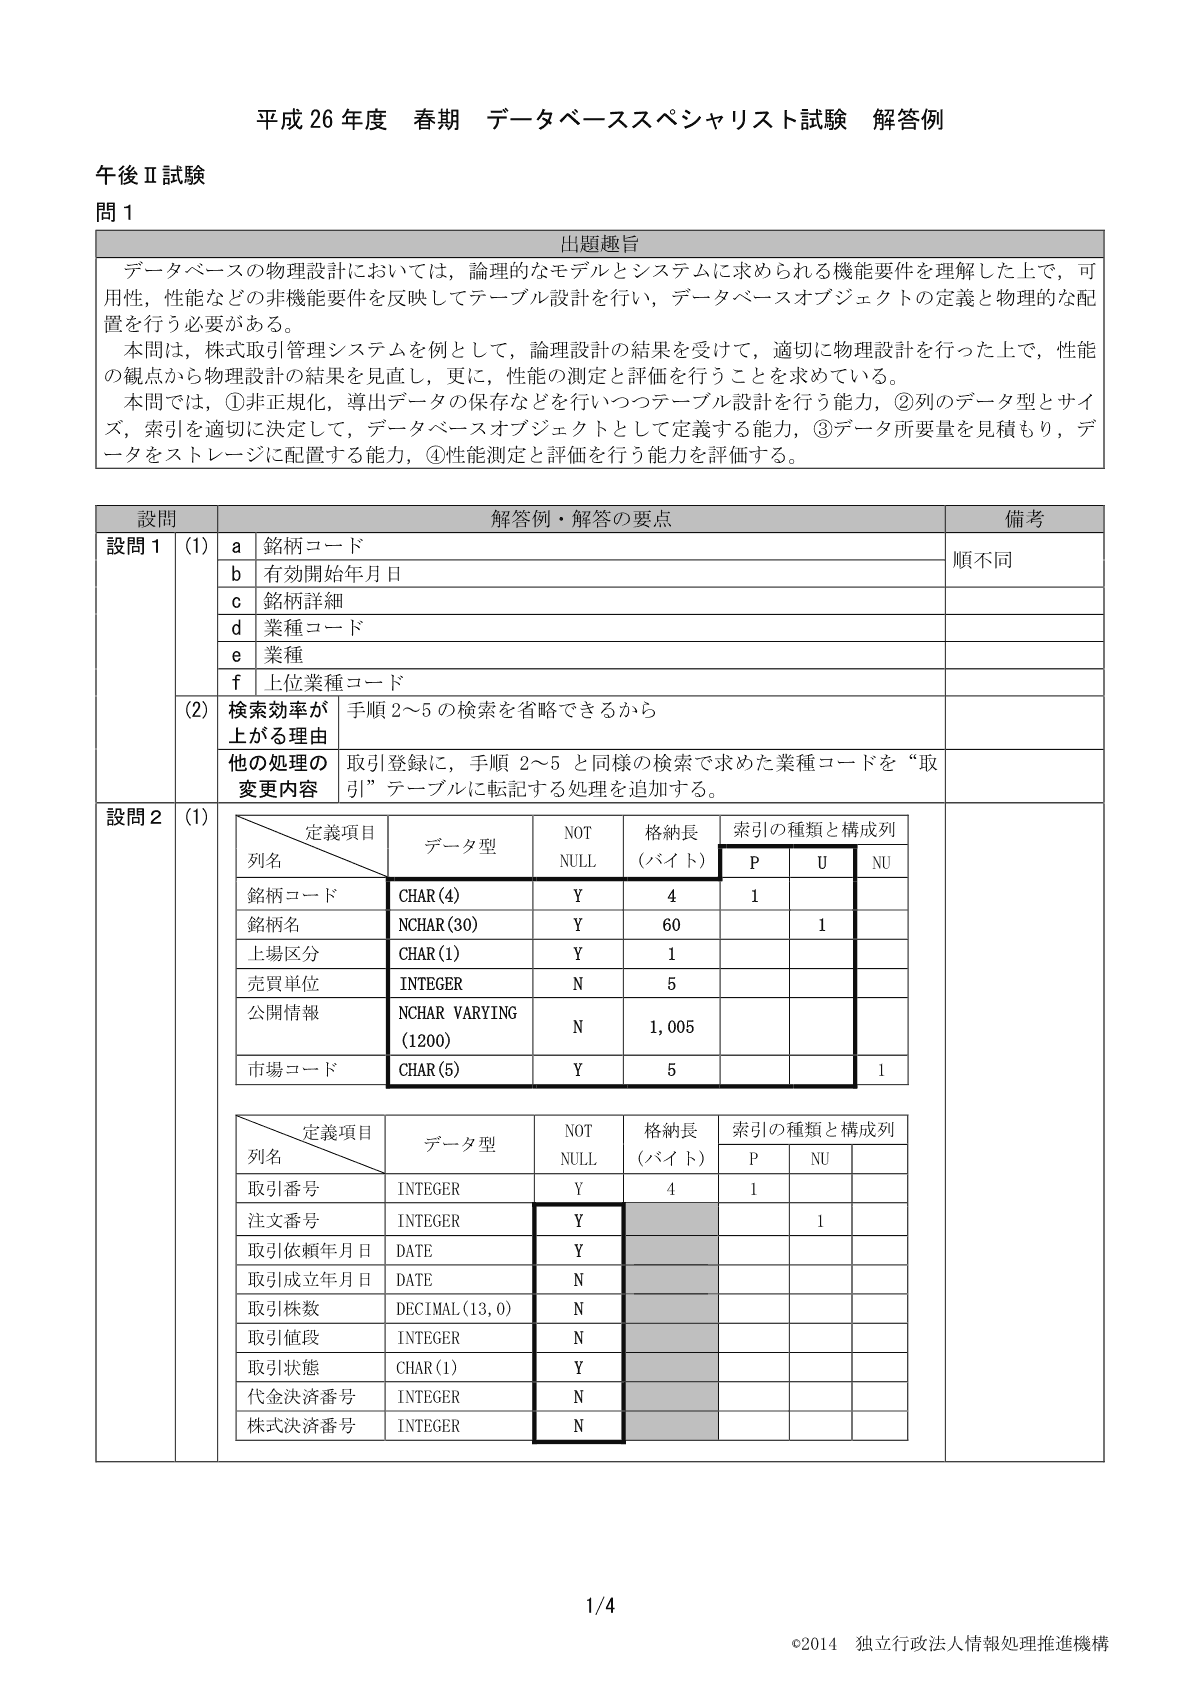 平成 26 年度　春期　データベーススペシャリスト試験　解答例
午後Ⅱ試験
問 1
出題趣旨
データベースの物理設計においては，論理的なモデルとシステムに求められる機能要件を理解した上で，可
用性，性能などの非機能要件を反映してテーブル設計を行い，データベースオブジェクトの定義と物理的な配
置を行う必要がある。
本問は，株式取引管理システムを例として，論理設計の結果を受けて，適切に物理設計を行った上で，性能
の観点から物理設計の結果を見直し，更に，性能の測定と評価を行うことを求めている。
本問では，①非正規化，導出データの保存などを行いつつテーブル設計を行う能力，②列のデータ型とサイ
ズ，索引を適切に決定して，データベースオブジェクトとして定義する能力，③データ所要量を見積もり，デ
ータをストレージに配置する能力，④性能測定と評価を行う能力を評価する。
設問 解答例・解答の要点 備考
設問 1 (1) a 銘柄コード 順不同
b 有効開始年月日
c 銘柄詳細
d 業種コード
e 業種
f 上位業種コード
(2) 検索効率が 手順 2～5 の検索を省略できるから
上がる理由
他の処理の 取引登録に，手順 2～5 と同様の検索で求めた業種コードを“取
変更内容 引”テーブルに転記する処理を追加する。
設問 2 (1)
定義項目 データ型 NOT 格納長 索引の種類と構成列
列名 NULL （バイト） P U NU
銘柄コード CHAR(4) Y 4 1
銘柄名 NCHAR(30) Y 60 1
上場区分 CHAR(1) Y 1
売買単位 INTEGER N 5
公開情報 NCHAR VARYING N 1,005
(1200)
市場コード CHAR(5) Y 5 1
定義項目 データ型 NOT 格納長 索引の種類と構成列
列名 NULL （バイト） P NU
取引番号 INTEGER Y 4 1
注文番号 INTEGER Y 1
取引依頼年月日 DATE Y
取引成立年月日 DATE N
取引株数 DECIMAL(13,0) N
取引値段 INTEGER N
取引状態 CHAR(1) Y
代金決済番号 INTEGER N
株式決済番号 INTEGER N
1/4
©2014　独立行政法人情報処理推進機構